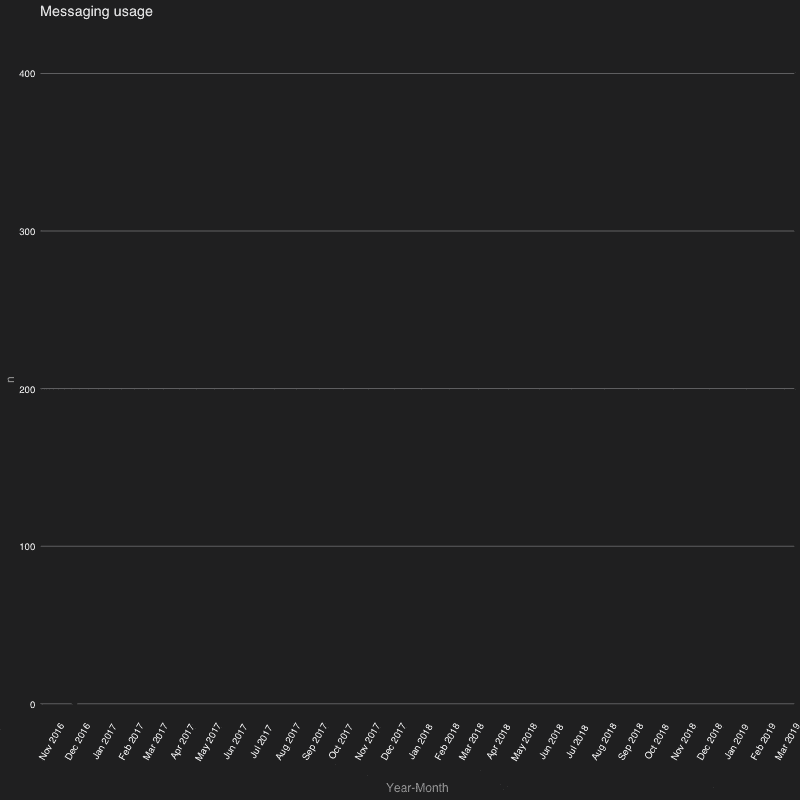 Messaging usage
400
300
n
200
100
0
Nov 2016
Dec 2016
Jan 2017
Feb 2017
Mar 2017
Apr 2017
May 2017
Jun 2017
Jul 2017
Aug 2017
Sep 2017
Oct 2017
Nov 2017
Dec 2017
Jan 2018
Feb 2018
Mar 2018
Apr 2018
May 2018
Jun 2018
Jul 2018
Aug 2018
Sep 2018
Oct 2018
Nov 2018
Dec 2018
Jan 2019
Feb 2019
Mar 2019
Year-Month